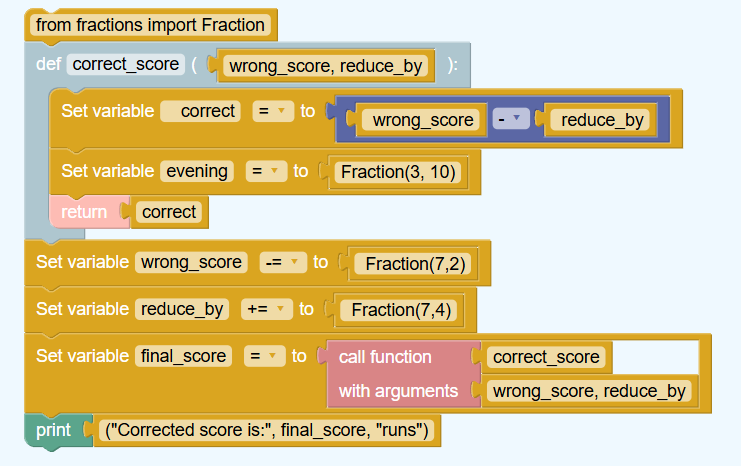 from fractions import Fraction
def correct_score ( wrong_score, reduce_by ):
Set variable correct = to wrong_score - reduce_by
Set variable evening = to Fraction(3, 10)
return correct
Set variable wrong_score -= to Fraction(7,2)
Set variable reduce_by += to Fraction(7,4)
Set variable final_score = to call function correct_score
with arguments wrong_score, reduce_by
print ("Corrected score is:", final_score, "runs")